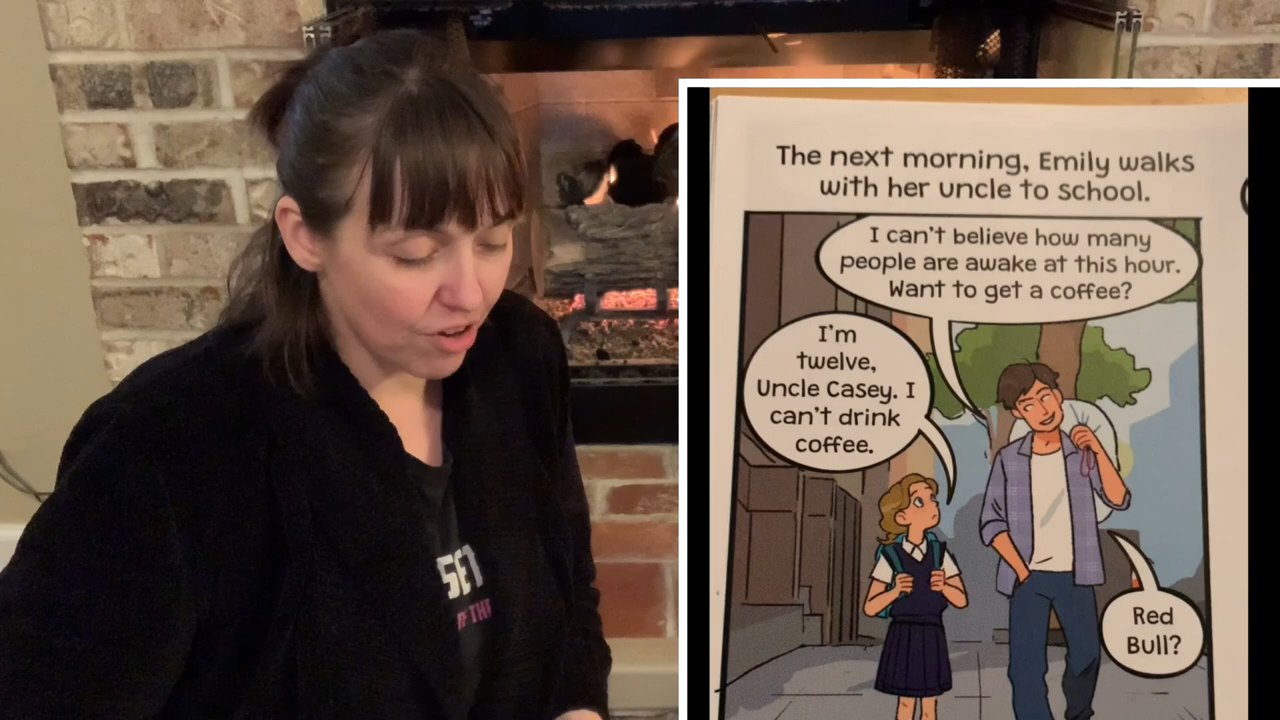 The next morning, Emily walks
with her uncle to school.
I can't believe how many
people are awake at this hour.
Want to get a coffee?
I'm
twelve,
Uncle Casey. I
can't drink
coffee.
Red
Bull?
SET
THE